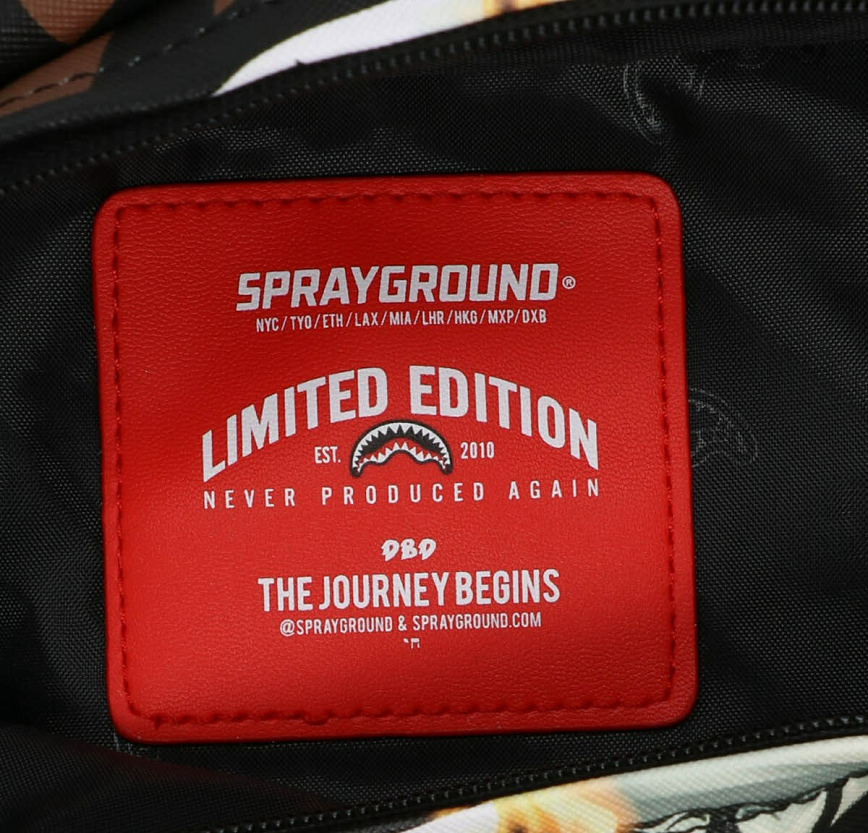 SPRAYGROUND®
NYC/TYO/ETH/LAX/MIA/LHR/HKG/MXP/DXB
LIMITED EDITION
EST. 2010
NEVER PRODUCED AGAIN
DBD
THE JOURNEY BEGINS
@SPRAYGROUND & SPRAYGROUND.COM